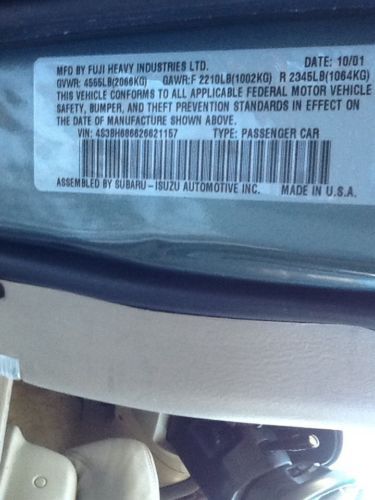 MFD BY FUJI HEAVY INDUSTRIES LTD. DATE: 10/01
GVWR: 4555LB(2066KG) GAWR:F 2210LB(1002KG) R 2345LB(1064KG)
THIS VEHICLE CONFORMS TO ALL APPLICABLE FEDERAL MOTOR VEHICLE
SAFETY, BUMPER, AND THEFT PREVENTION STANDARDS IN EFFECT ON
THE DATE OF MANUFACTURE SHOWN ABOVE.
VIN: 4S3BH686626621157 TYPE: PASSENGER CAR
ASSEMBLED BY SUBARU-ISUZU AUTOMOTIVE INC. MADE IN U.S.A.